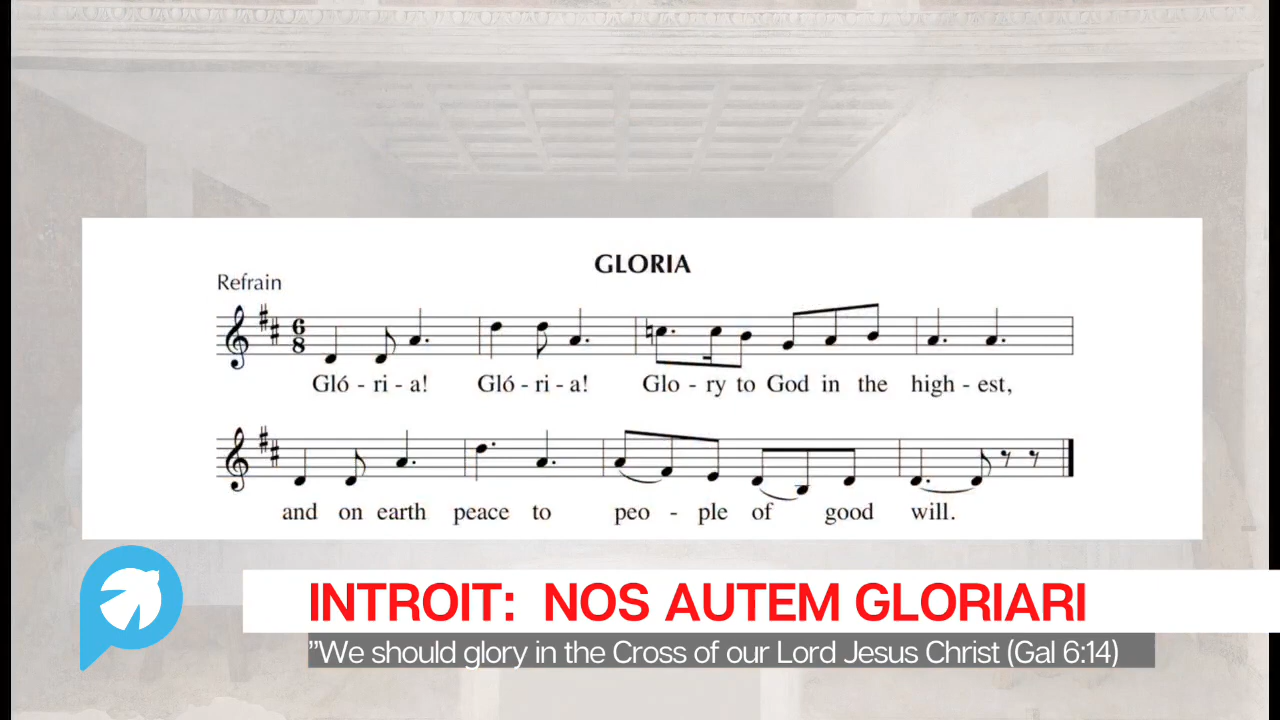 GLORIA
Refrain
6
8
Gló - ri - a! Gló - ri - a! Glo - ry to God in the high - est,
and on earth peace to peo - ple of good will.
INTROIT: NOS AUTEM GLORIARI
”We should glory in the Cross of our Lord Jesus Christ (Gal 6:14)